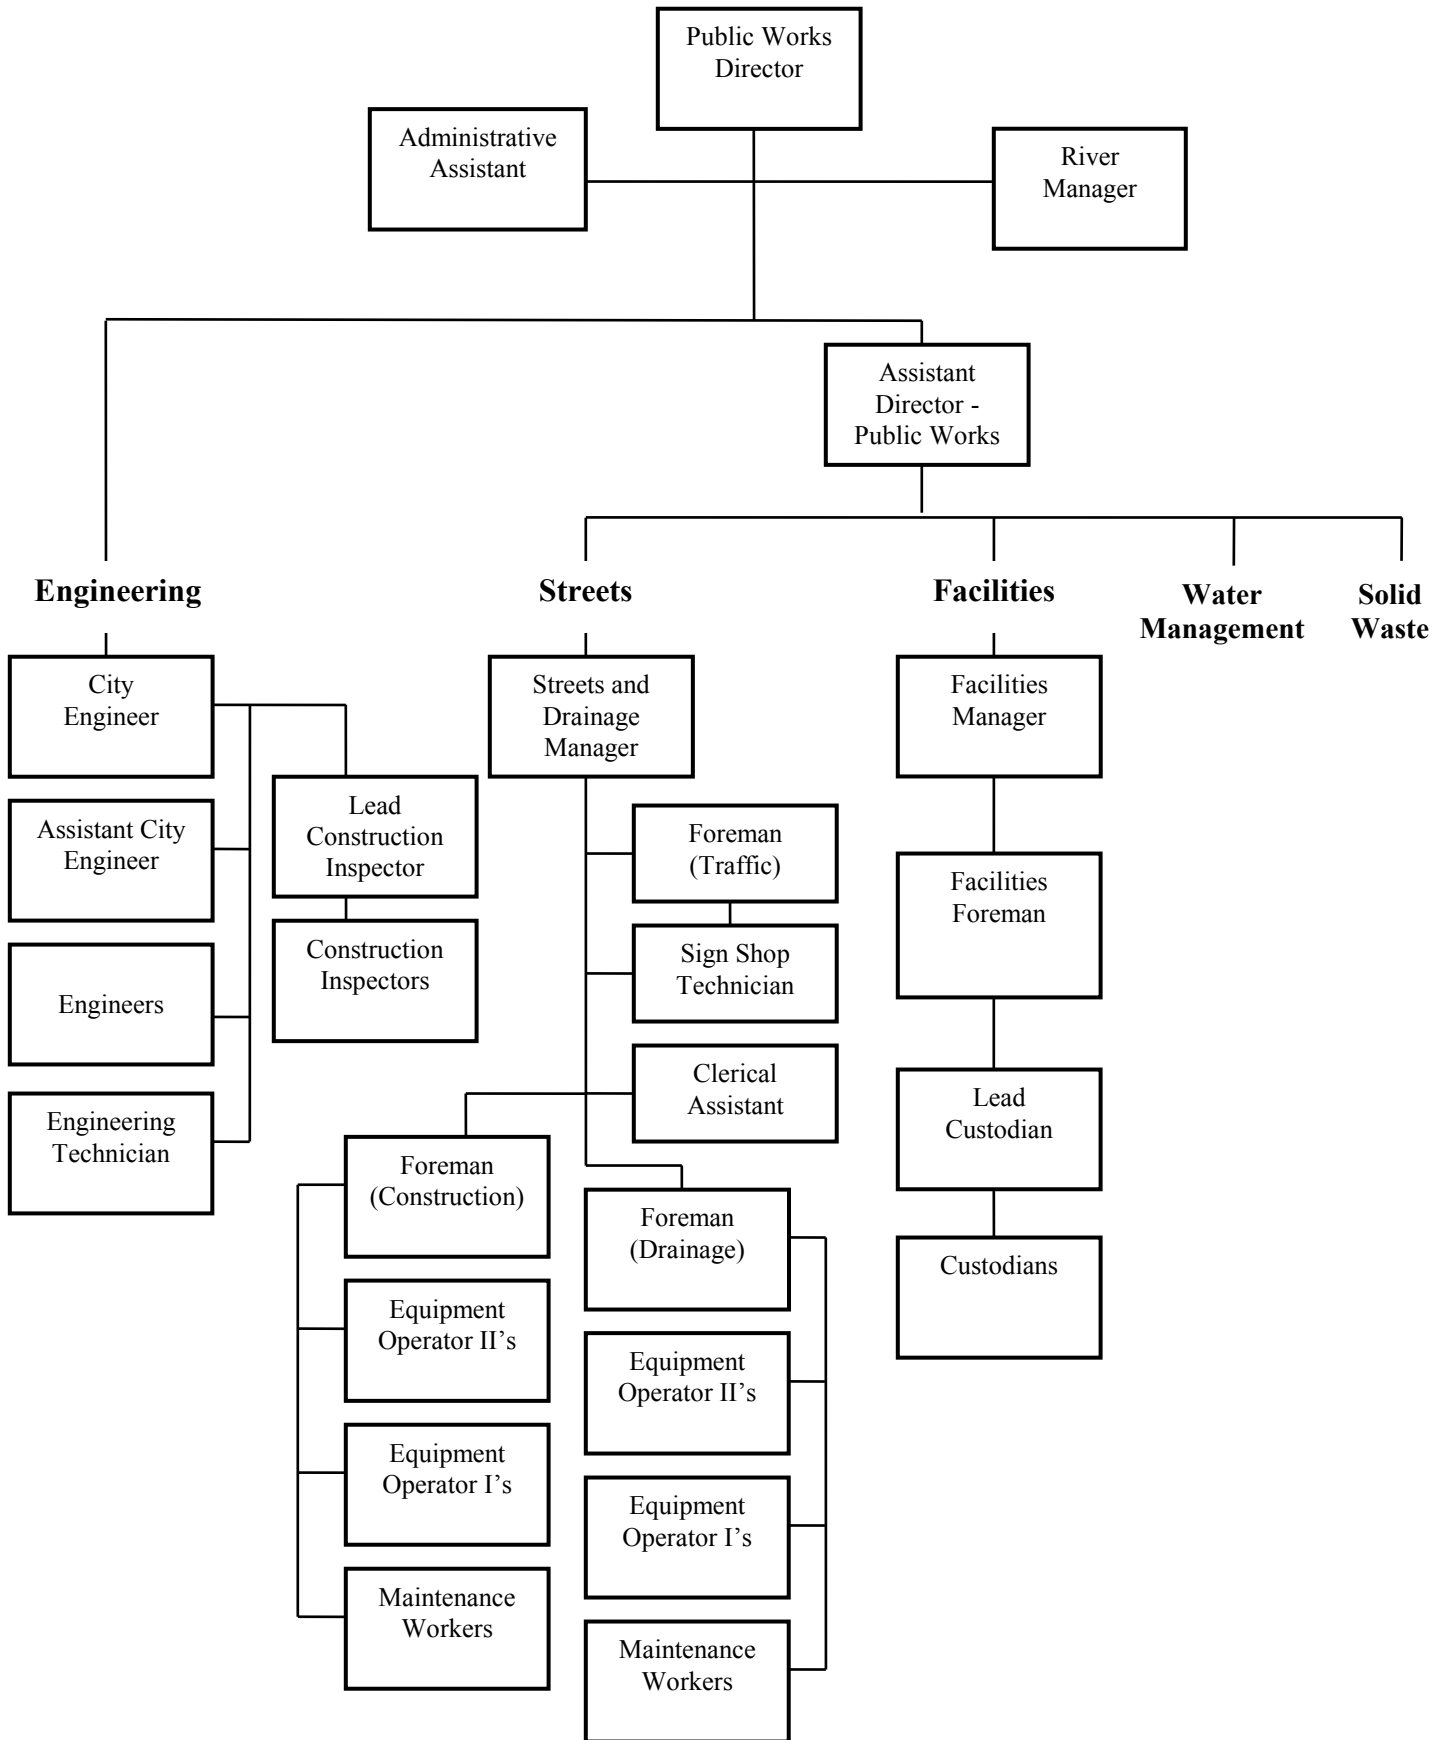 Public Works
Director
Administrative
Assistant
River
Manager
Assistant
Director -
Public Works
Engineering
Streets
Facilities
Water
Management
Solid
Waste
City
Engineer
Assistant City
Engineer
Engineers
Engineering
Technician
Lead
Construction
Inspector
Construction
Inspectors
Streets and
Drainage
Manager
Foreman
(Traffic)
Sign Shop
Technician
Clerical
Assistant
Foreman
(Construction)
Equipment
Operator II’s
Equipment
Operator I’s
Maintenance
Workers
Foreman
(Drainage)
Equipment
Operator II’s
Equipment
Operator I’s
Maintenance
Workers
Facilities
Manager
Facilities
Foreman
Lead
Custodian
Custodians